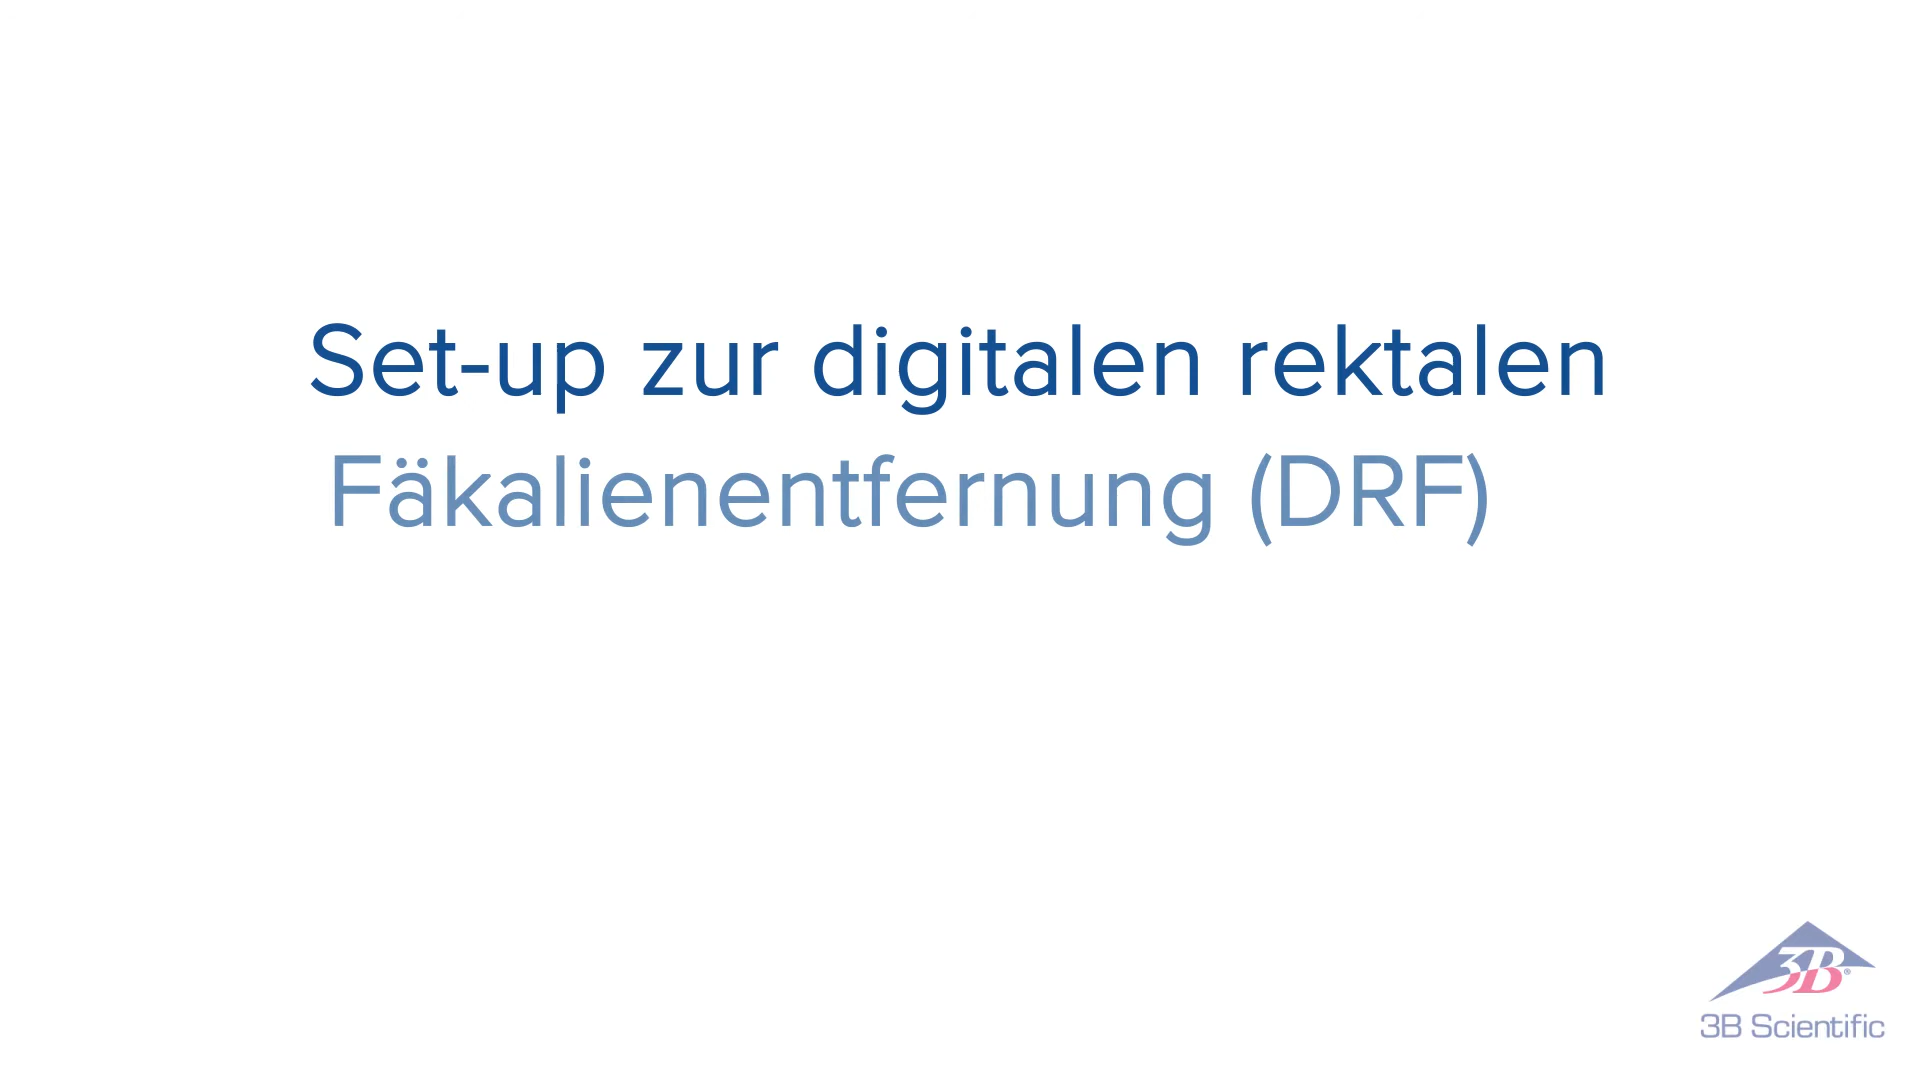 Set-up zur digitalen rektalen
Fäkalienentfernung (DRF)
3B®
3B Scientific